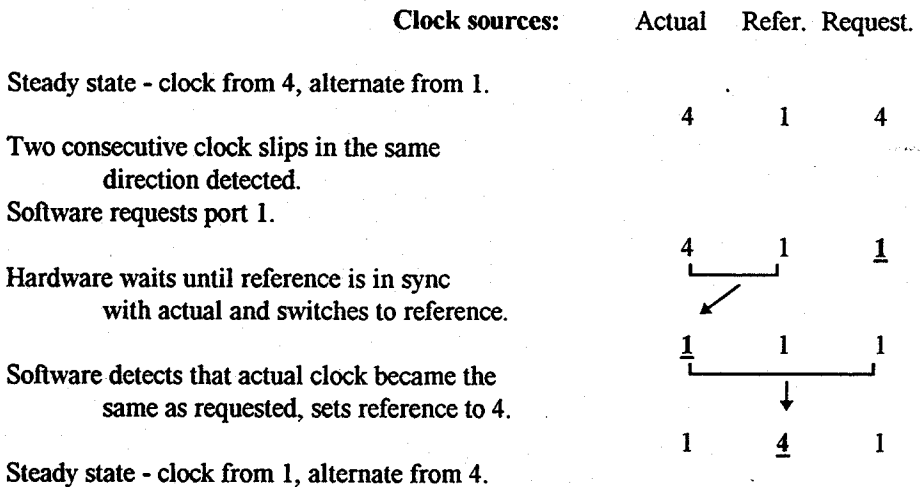 Clock sources: Actual Refer. Request.
Steady state - clock from 4, alternate from 1.
4 1 4
Two consecutive clock slips in the same
direction detected.
Software requests port 1.
4 1 1
Hardware waits until reference is in sync
with actual and switches to reference.
1 1 1
Software detects that actual clock became the
same as requested, sets reference to 4.
1 4 1
Steady state - clock from 1, alternate from 4.